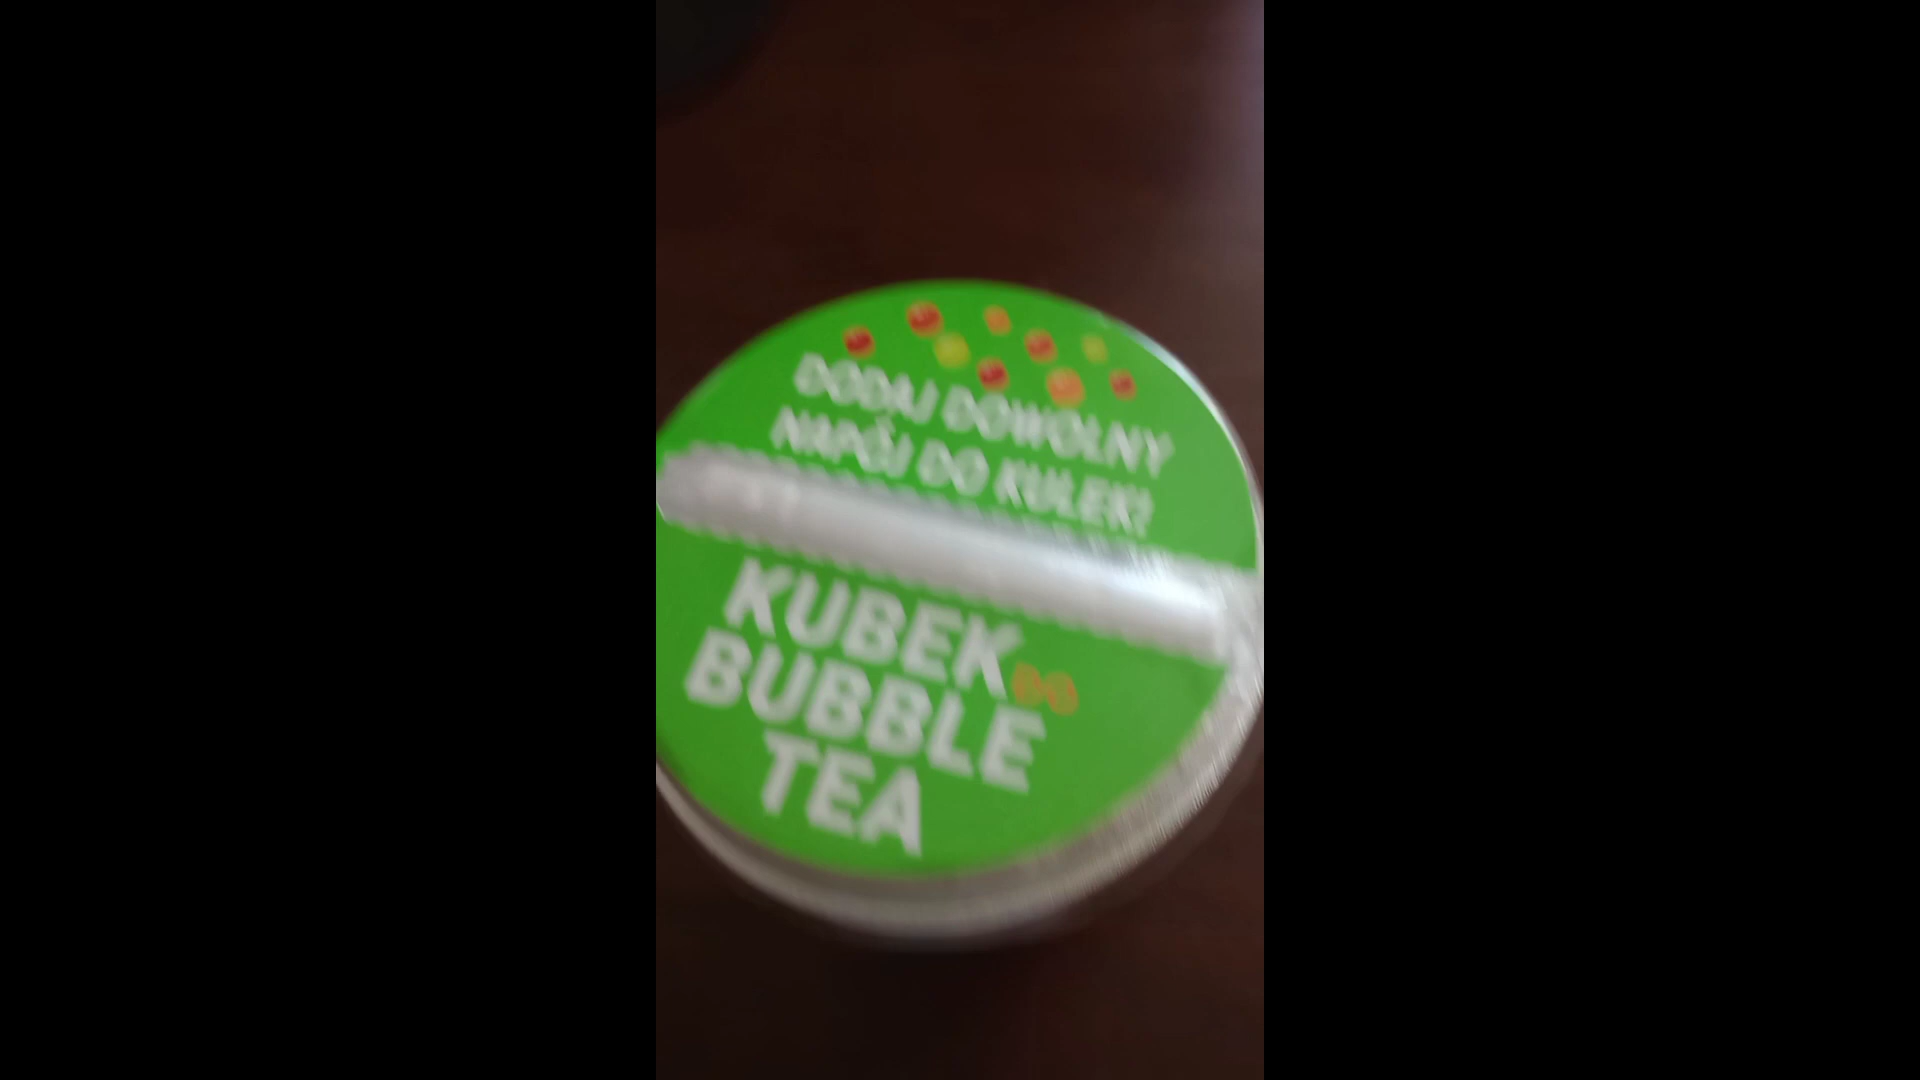 DODAJ DOWOLNY
NAPÓJ DO KULEK!
KUBEK DO
BUBBLE
TEA